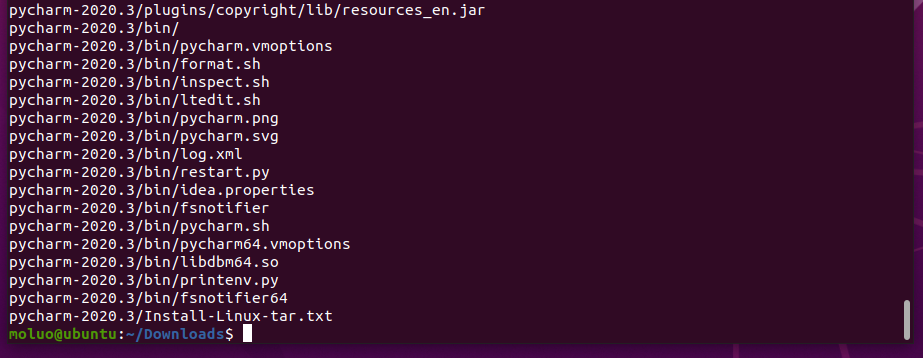 pycharm-2020.3/plugins/copyright/lib/resources_en.jar
pycharm-2020.3/bin/
pycharm-2020.3/bin/pycharm.vmoptions
pycharm-2020.3/bin/format.sh
pycharm-2020.3/bin/inspect.sh
pycharm-2020.3/bin/ltedit.sh
pycharm-2020.3/bin/pycharm.png
pycharm-2020.3/bin/pycharm.svg
pycharm-2020.3/bin/log.xml
pycharm-2020.3/bin/restart.py
pycharm-2020.3/bin/idea.properties
pycharm-2020.3/bin/fsnotifier
pycharm-2020.3/bin/pycharm.sh
pycharm-2020.3/bin/pycharm64.vmoptions
pycharm-2020.3/bin/libdbm64.so
pycharm-2020.3/bin/printenv.py
pycharm-2020.3/bin/fsnotifier64
pycharm-2020.3/Install-Linux-tar.txt
moluo@ubuntu:~/Downloads$